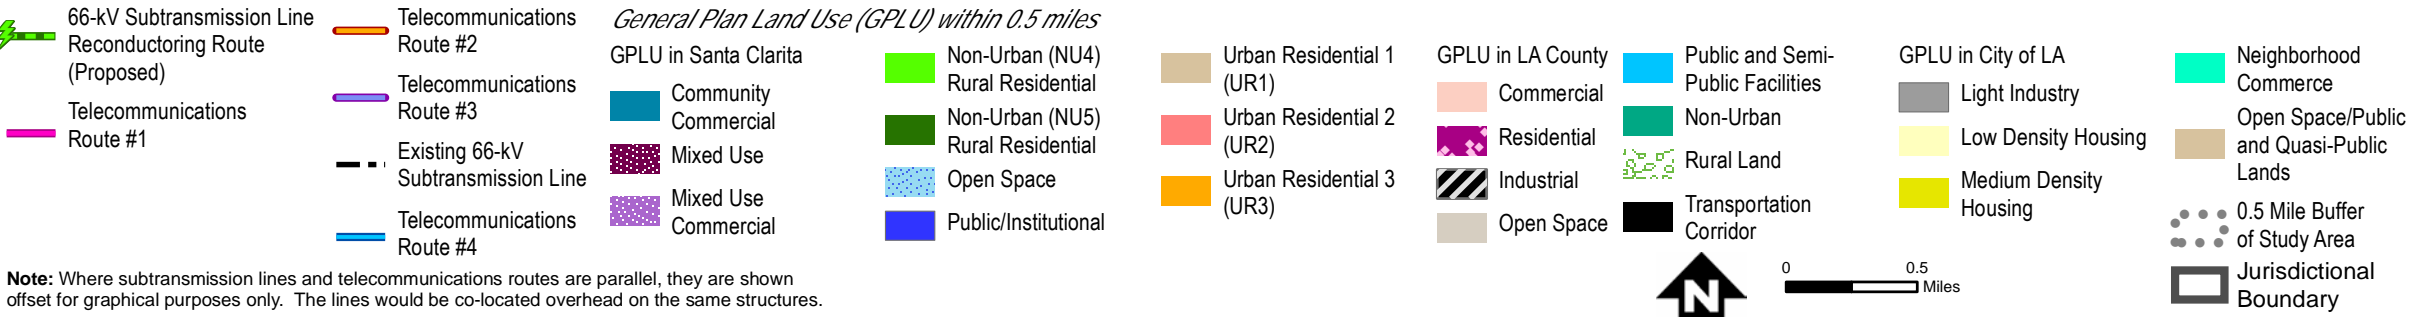 66-kV Subtransmission Line
Reconductoring Route
(Proposed)
Telecommunications
Route #1
Telecommunications
Route #2
Telecommunications
Route #3
Existing 66-kV
Subtransmission Line
Telecommunications
Route #4
General Plan Land Use (GPLU) within 0.5 miles
GPLU in Santa Clarita
Community
Commercial
Mixed Use
Mixed Use
Commercial
Non-Urban (NU4)
Rural Residential
Non-Urban (NU5)
Rural Residential
Open Space
Public/Institutional
Urban Residential 1
(UR1)
Urban Residential 2
(UR2)
Urban Residential 3
(UR3)
GPLU in LA County
Commercial
Residential
Industrial
Open Space
Public and Semi-
Public Facilities
Non-Urban
Rural Land
Transportation
Corridor
GPLU in City of LA
Light Industry
Low Density Housing
Medium Density
Housing
Neighborhood
Commerce
Open Space/Public
and Quasi-Public
Lands
0.5 Mile Buffer
of Study Area
Jurisdictional
Boundary
Note: Where subtransmission lines and telecommunications routes are parallel, they are shown
offset for graphical purposes only. The lines would be co-located overhead on the same structures.
N
0 0.5
Miles